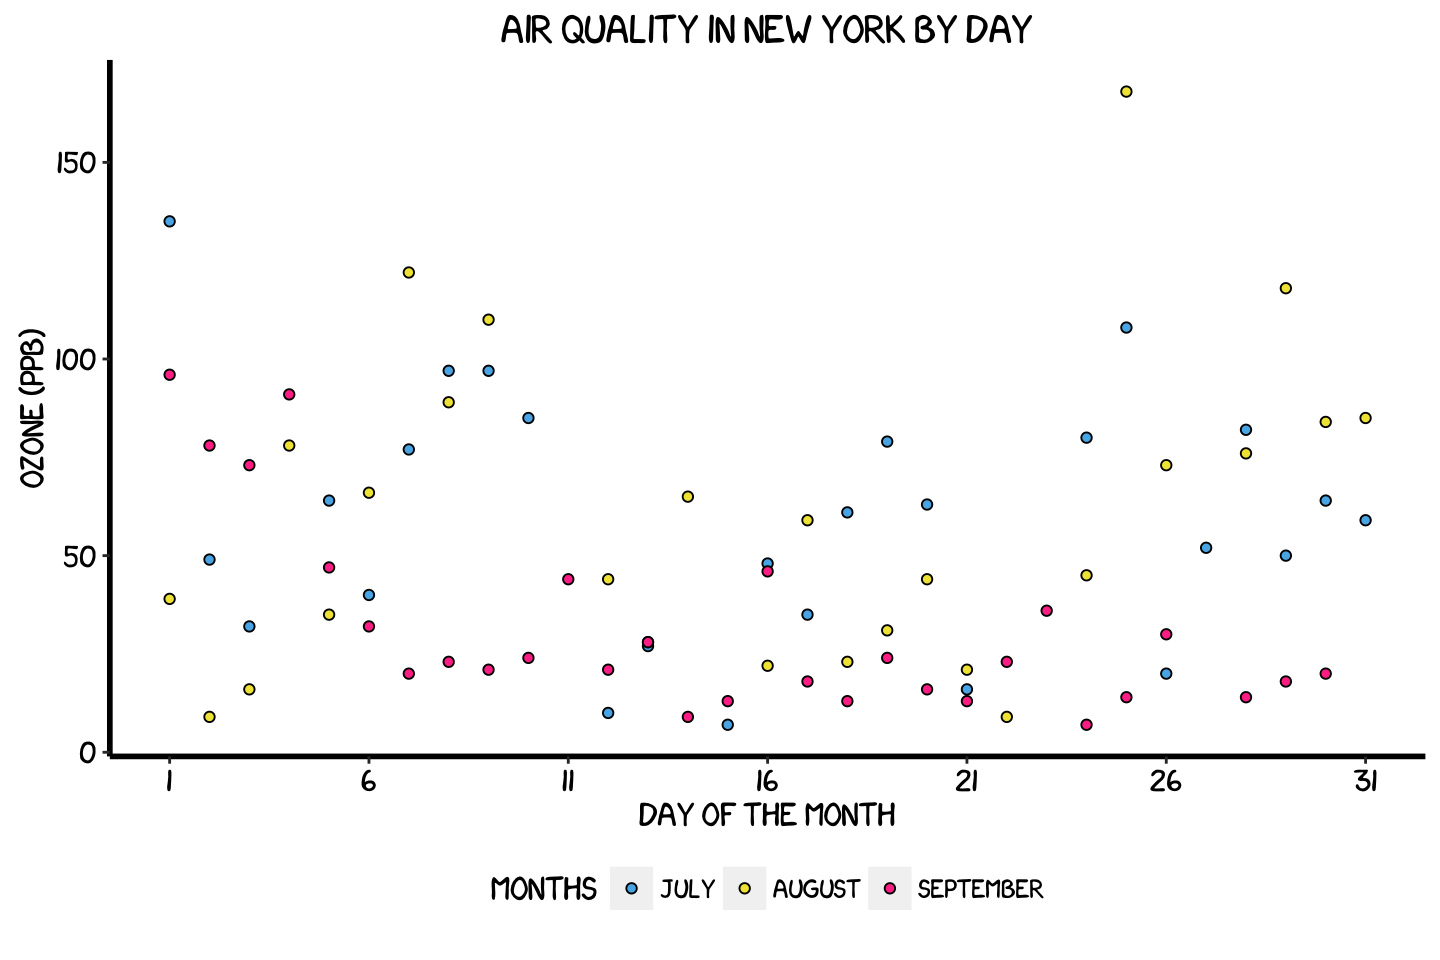 AIR QUALITY IN NEW YORK BY DAY
OZONE (PPB)
150
100
50
0
1 6 11 16 21 26 31
DAY OF THE MONTH
MONTHS JULY AUGUST SEPTEMBER